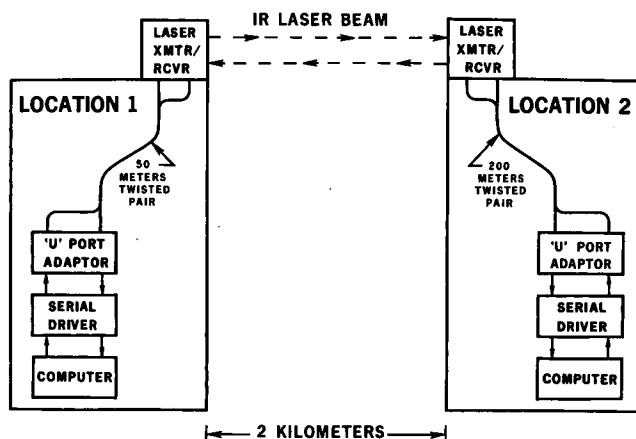 IR LASER BEAM
LASER
XMTR/
RCVR
LASER
XMTR/
RCVR
LOCATION 1
LOCATION 2
50
METERS
TWISTED
PAIR
200
METERS
TWISTED
PAIR
'U' PORT
ADAPTOR
SERIAL
DRIVER
COMPUTER
'U' PORT
ADAPTOR
SERIAL
DRIVER
COMPUTER
2 KILOMETERS